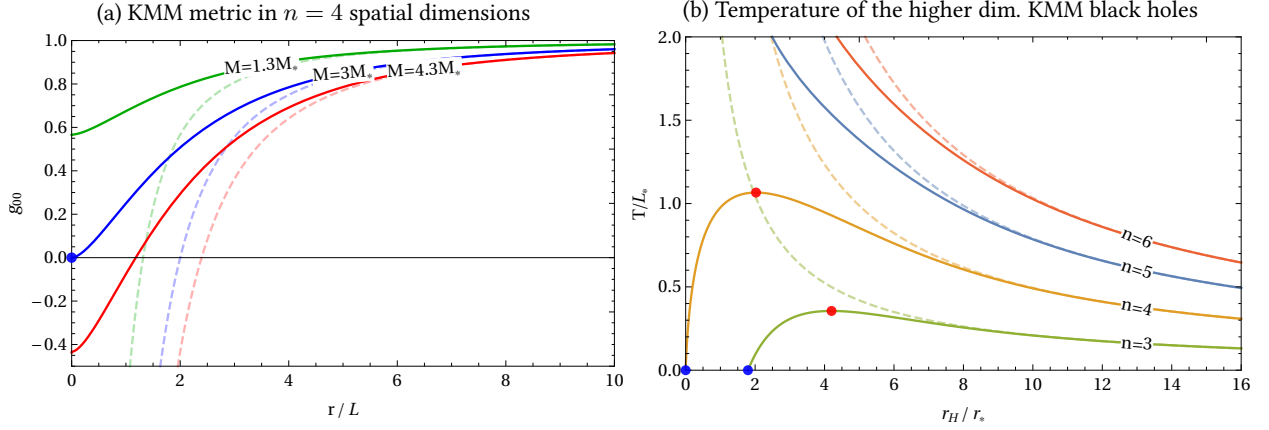 (a) KMM metric in n = 4 spatial dimensions
1.0
0.8
0.6
0.4
0.2
0.0
−0.2
−0.4
g₀₀
M=1.3M*
M=3M*
M=4.3M*
0 2 4 6 8 10
r / L
(b) Temperature of the higher dim. KMM black holes
2.0
1.5
1.0
0.5
0.0
T/L*
n=6
n=5
n=4
n=3
0 2 4 6 8 10 12 14 16
r_H / r*